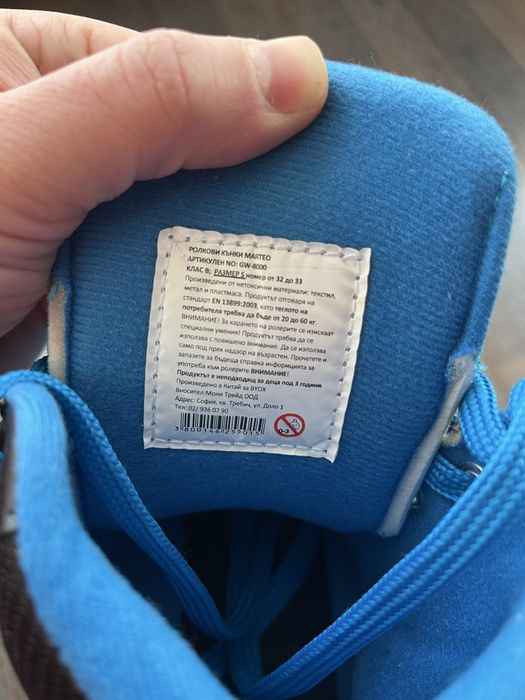 РОЛКОВИ КЪНКИ MARTEO
АРТИКУЛЕН NO: GW-8000
КЛАС B; РАЗМЕР S номер от 32 до 33
Произведени от нетоксични материали: текстил,
метал и пластмаса. Продуктът отговаря на
стандарт EN 13899:2003, като теглото на
потребителя трябва да бъде от 20 до 60 кг.
ВНИМАНИЕ! За карането на ролерите се изискват
специални умения! Продуктът трябва да се
използва с повишено внимание. Да се използва
само под пряк надзор на възрастен. Прочетете и
запазете за бъдеща справка информацията за
употреба към ролерите.ВНИМАНИЕ!
Продуктът е неподходящ за деца под 3 години.
Произведено в Китай за BYOX
Вносител:Мони Трейд ООД
Адрес: София, кв. Требич, ул. Доло 1
Тел: 02/ 936 07 90
0-3
3 800146 255015